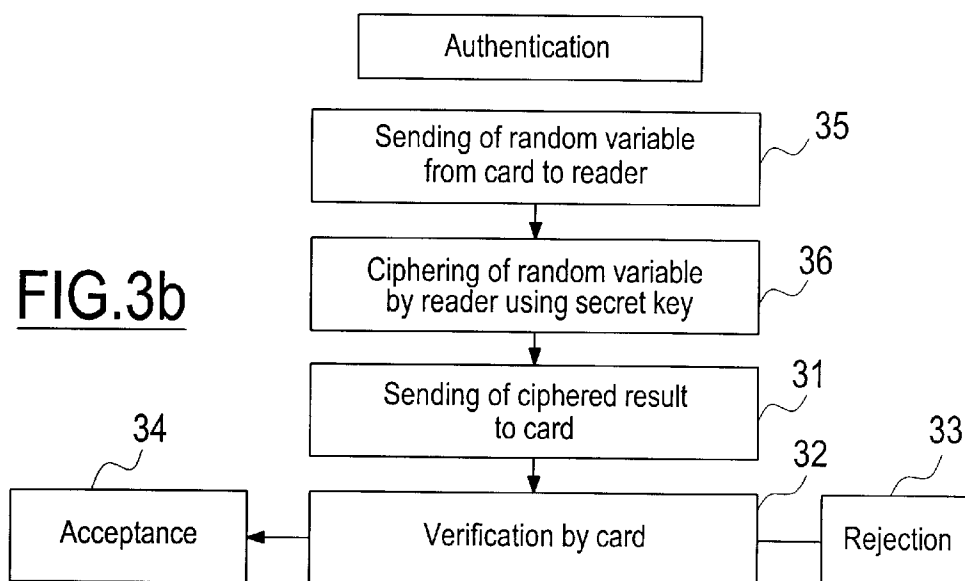 Authentication
35
Sending of random variable
from card to reader
36
Ciphering of random variable
by reader using secret key
FIG.3b
31
Sending of ciphered result
to card
34
32
33
Acceptance
Verification by card
Rejection